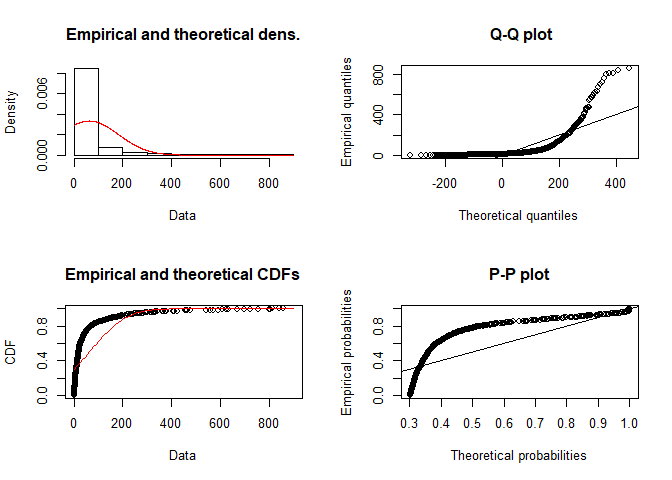 Empirical and theoretical dens.
Density
0.000
0.006
0 200 400 600 800
Data
Q-Q plot
Empirical quantiles
0 400 800
-200 0 200 400
Theoretical quantiles
Empirical and theoretical CDFs
CDF
0.0 0.4 0.8
0 200 400 600 800
Data
P-P plot
Empirical probabilities
0.0 0.4 0.8
0.3 0.4 0.5 0.6 0.7 0.8 0.9 1.0
Theoretical probabilities